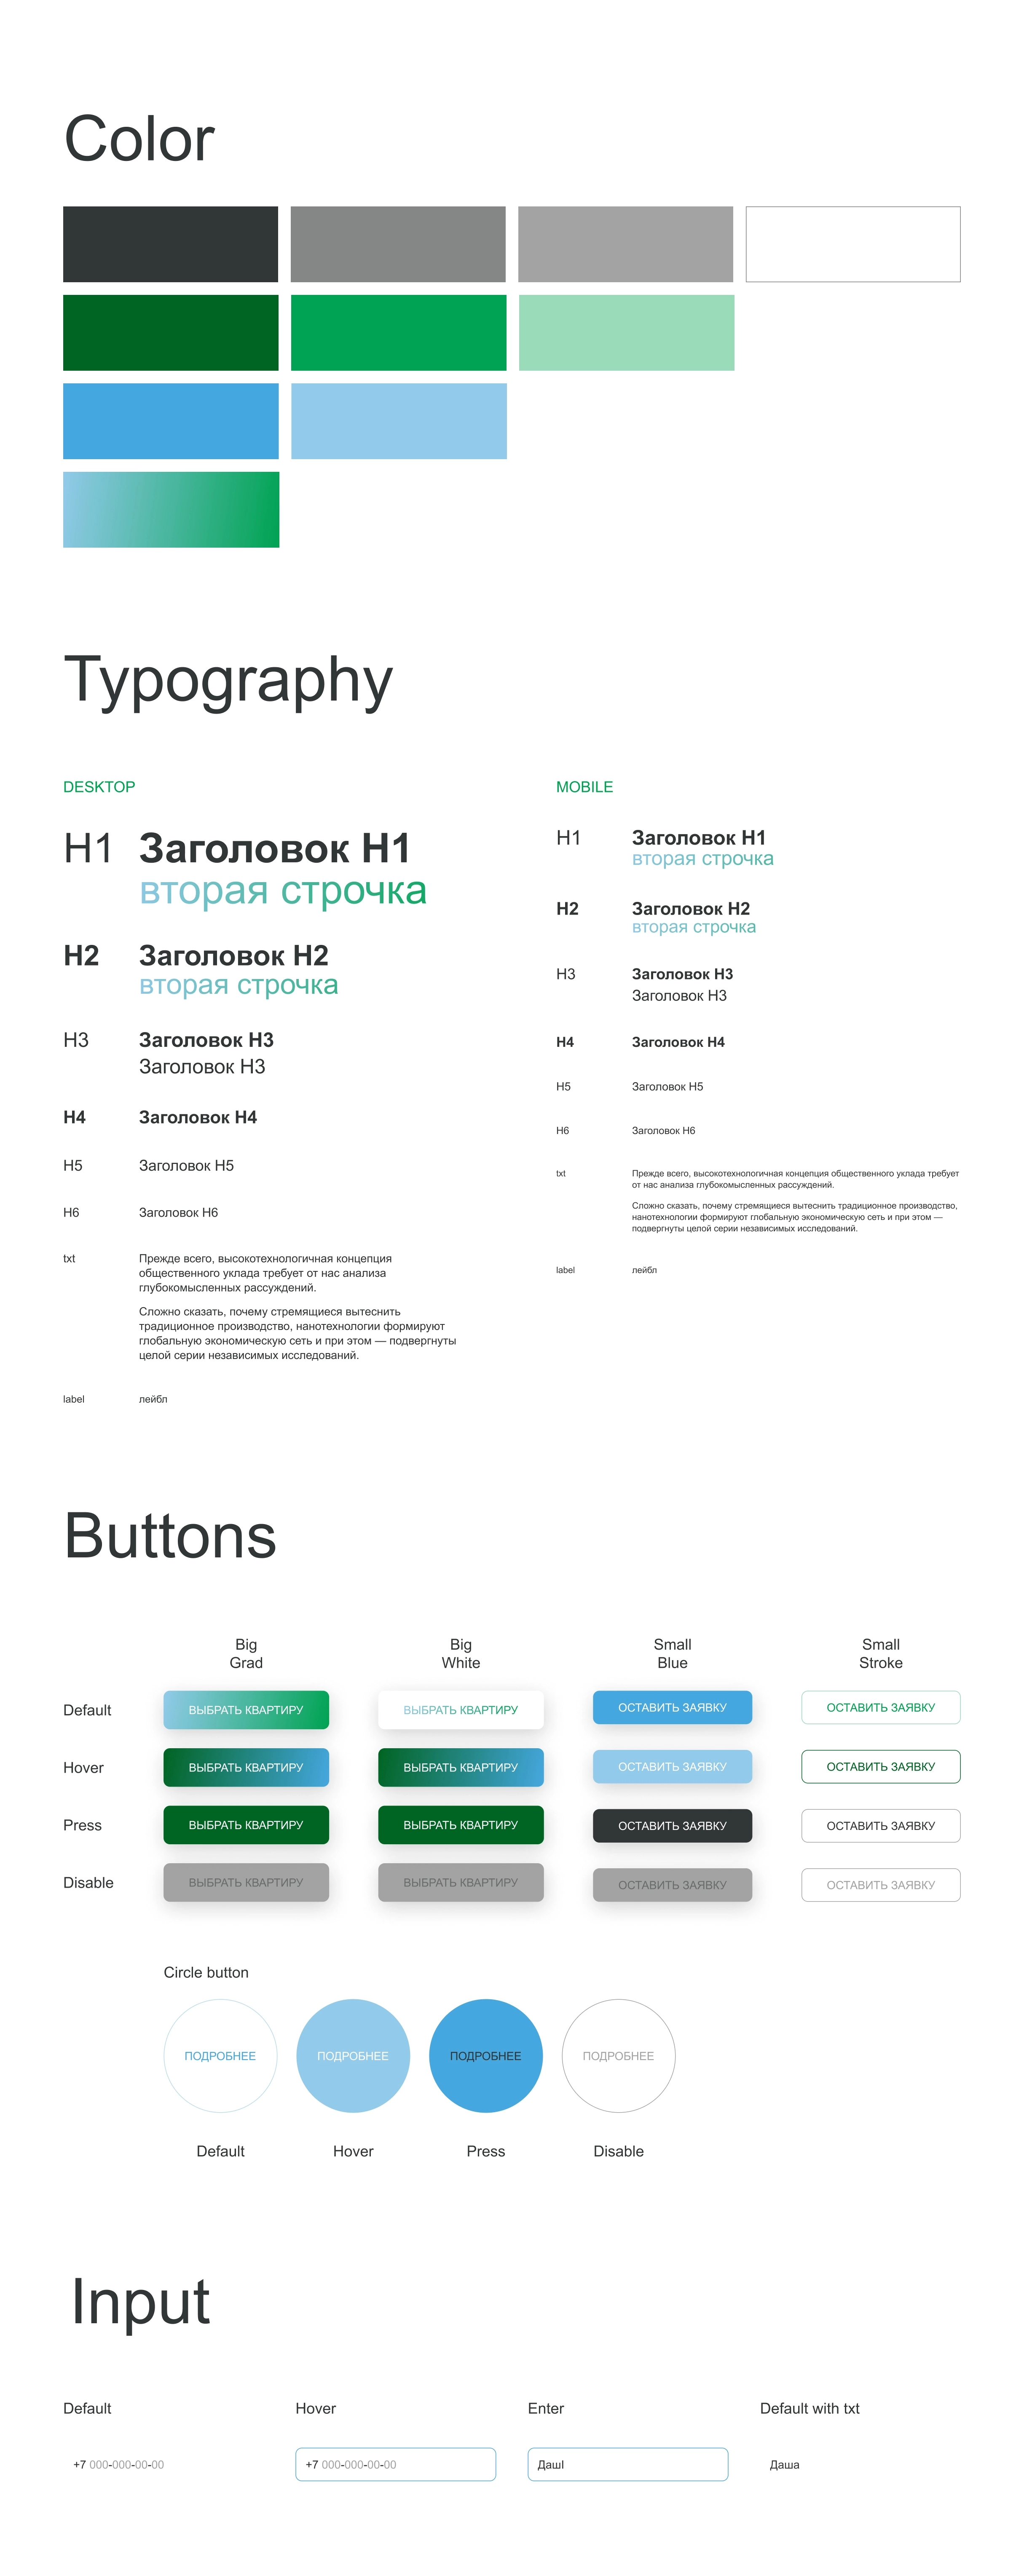 Color
Typography
DESKTOP
H1 Заголовок H1
вторая строчка
H2 Заголовок H2
вторая строчка
H3 Заголовок H3
Заголовок H3
H4 Заголовок H4
H5 Заголовок H5
H6 Заголовок H6
txt Прежде всего, высокотехнологичная концепция
общественного уклада требует от нас анализа
глубокомысленных рассуждений.
Сложно сказать, почему стремящиеся вытеснить
традиционное производство, нанотехнологии формируют
глобальную экономическую сеть и при этом — подвергнуты
целой серии независимых исследований.
label лейбл
MOBILE
H1 Заголовок H1
вторая строчка
H2 Заголовок H2
вторая строчка
H3 Заголовок H3
Заголовок H3
H4 Заголовок H4
H5 Заголовок H5
H6 Заголовок H6
txt Прежде всего, высокотехнологичная концепция общественного уклада требует
от нас анализа глубокомысленных рассуждений.
Сложно сказать, почему стремящиеся вытеснить традиционное производство,
нанотехнологии формируют глобальную экономическую сеть и при этом —
подвергнуты целой серии независимых исследований.
label лейбл
Buttons
Big Big Small Small
Grad White Blue Stroke
Default ВЫБРАТЬ КВАРТИРУ ВЫБРАТЬ КВАРТИРУ ОСТАВИТЬ ЗАЯВКУ ОСТАВИТЬ ЗАЯВКУ
Hover ВЫБРАТЬ КВАРТИРУ ВЫБРАТЬ КВАРТИРУ ОСТАВИТЬ ЗАЯВКУ ОСТАВИТЬ ЗАЯВКУ
Press ВЫБРАТЬ КВАРТИРУ ВЫБРАТЬ КВАРТИРУ ОСТАВИТЬ ЗАЯВКУ ОСТАВИТЬ ЗАЯВКУ
Disable ВЫБРАТЬ КВАРТИРУ ВЫБРАТЬ КВАРТИРУ ОСТАВИТЬ ЗАЯВКУ ОСТАВИТЬ ЗАЯВКУ
Circle button
ПОДРОБНЕЕ ПОДРОБНЕЕ ПОДРОБНЕЕ ПОДРОБНЕЕ
Default Hover Press Disable
Input
Default Hover Enter Default with txt
+7 000-000-00-00 +7 000-000-00-00 Дашl Даша